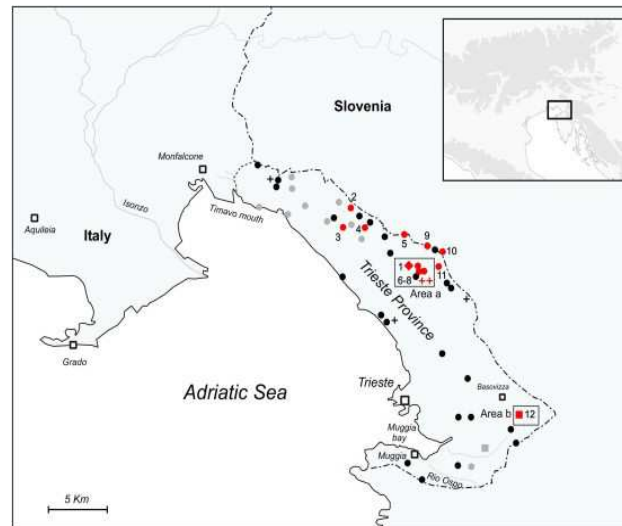 Slovenia
Monfalcone
Isonzo
Timavo mouth
Aquileia
Italy
2
3
4
5
9
10
1
11
6-8
Area a
Trieste Province
Grado
Adriatic Sea
Trieste
Basovizza
Area b
12
Muggia
bay
Muggia
Rio Ospo
5 Km